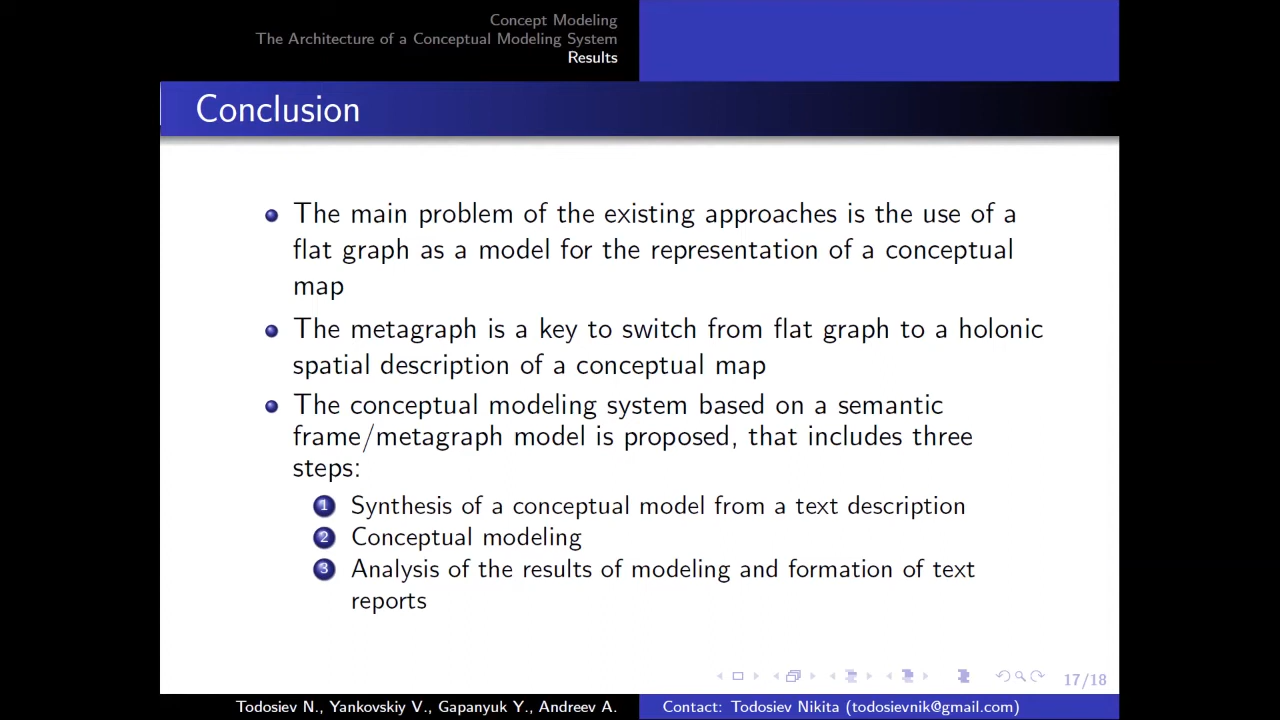 Concept Modeling
The Architecture of a Conceptual Modeling System
Results
Conclusion
The main problem of the existing approaches is the use of a
flat graph as a model for the representation of a conceptual
map
The metagraph is a key to switch from flat graph to a holonic
spatial description of a conceptual map
The conceptual modeling system based on a semantic
frame/metagraph model is proposed, that includes three
steps:
1 Synthesis of a conceptual model from a text description
2 Conceptual modeling
3 Analysis of the results of modeling and formation of text
reports
17/18
Todosiev N., Yankovskiy V., Gapanyuk Y., Andreev A.
Contact: Todosiev Nikita (todosievnik@gmail.com)